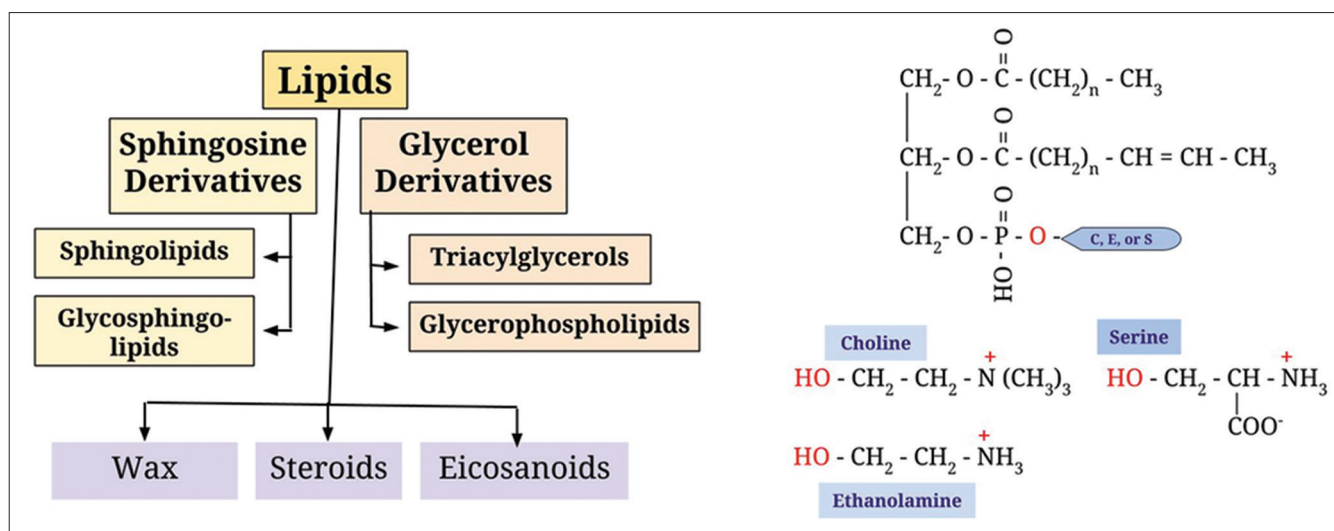 Lipids
Sphingosine
Derivatives
Glycerol
Derivatives
Sphingolipids
Glycosphingo-
lipids
Triacylglycerols
Glycerophospholipids
Wax
Steroids
Eicosanoids
O
=
CH₂- O - C - (CH₂)ₙ - CH₃
O
=
CH₂ - O - C - (CH₂)ₙ - CH = CH - CH₃
O
=
CH₂ - O - P - O - C, E, or S
-
HO
Choline
+
HO - CH₂ - CH₂ - N (CH₃)₃
Serine
+
HO - CH₂ - CH - NH₃
COO⁻
+
HO - CH₂ - CH₂ - NH₃
Ethanolamine